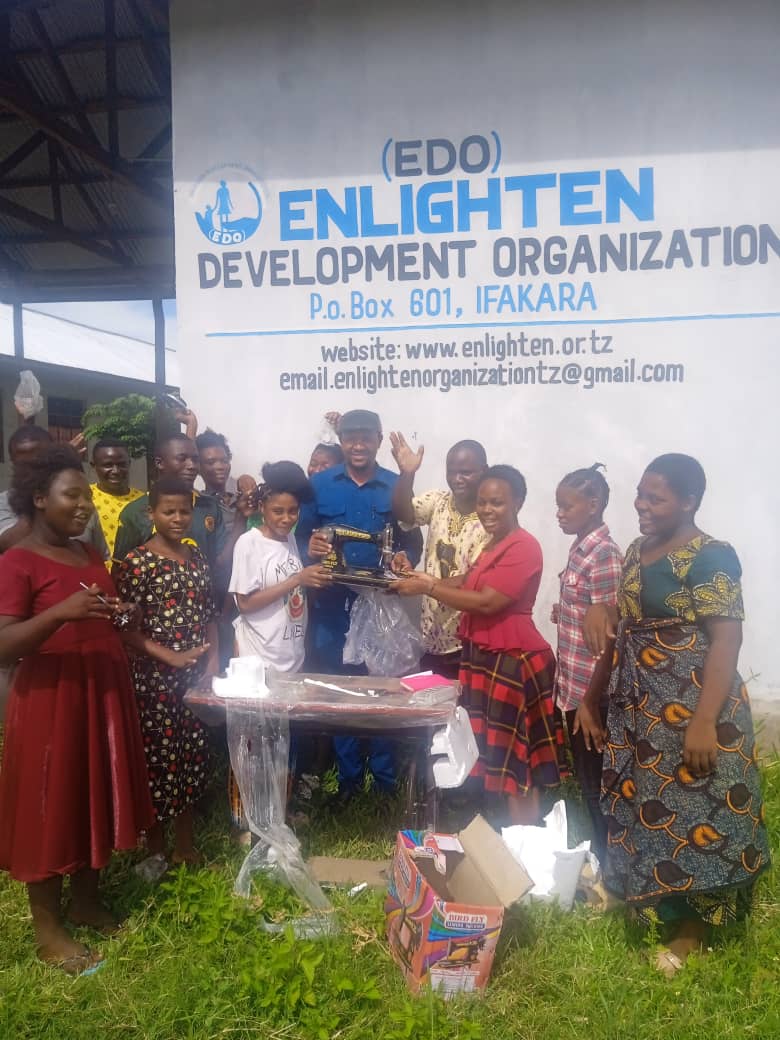 (EDO)
ENLIGHTEN
(EDO)
DEVELOPMENT ORGANIZATION
P.o. Box 601, IFAKARA
website: www.enlighten.or.tz
email.enlightenorganizationtz@gmail.com
BIRD FLY